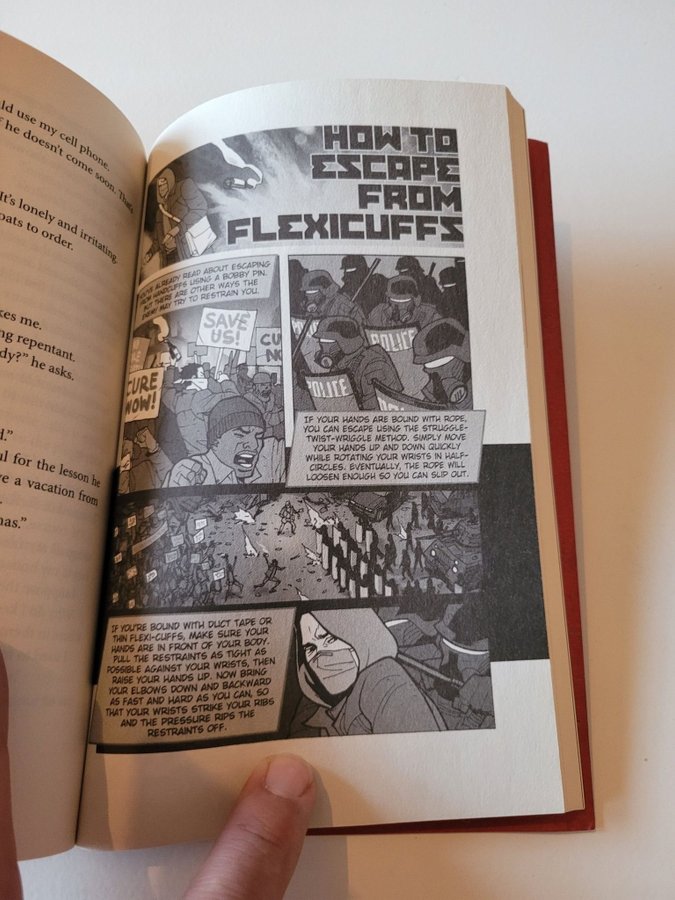 ld use my cell phone.
he doesn't come soon. That's
It's lonely and irritating.
oats to order.
kes me.
ng repentant.
dy?" he asks.
d."
ul for the lesson he
ve a vacation from
nas."
HOW TO
ESCAPE
FROM
FLEXICUFFS
YOU'VE ALREADY READ ABOUT ESCAPING
FROM HANDCUFFS USING A BOBBY PIN.
BUT THERE ARE OTHER WAYS THE
ENEMY MAY TRY TO RESTRAIN YOU.
SAVE
US!
CU
NO
CURE
NOW!
POLICE
POLICE
IF YOUR HANDS ARE BOUND WITH ROPE,
YOU CAN ESCAPE USING THE STRUGGLE-
TWIST-WRIGGLE METHOD. SIMPLY MOVE
YOUR HANDS UP AND DOWN QUICKLY
WHILE ROTATING YOUR WRISTS IN HALF-
CIRCLES. EVENTUALLY, THE ROPE WILL
LOOSEN ENOUGH SO YOU CAN SLIP OUT.
IF YOU'RE BOUND WITH DUCT TAPE OR
THIN FLEXI-CUFFS, MAKE SURE YOUR
HANDS ARE IN FRONT OF YOUR BODY.
PULL THE RESTRAINTS AS TIGHT AS
POSSIBLE AGAINST YOUR WRISTS, THEN
RAISE YOUR HANDS UP. NOW BRING
YOUR ELBOWS DOWN AND BACKWARD
AS FAST AND HARD AS YOU CAN, SO
THAT YOUR WRISTS STRIKE YOUR RIBS
AND THE PRESSURE RIPS THE
RESTRAINTS OFF.